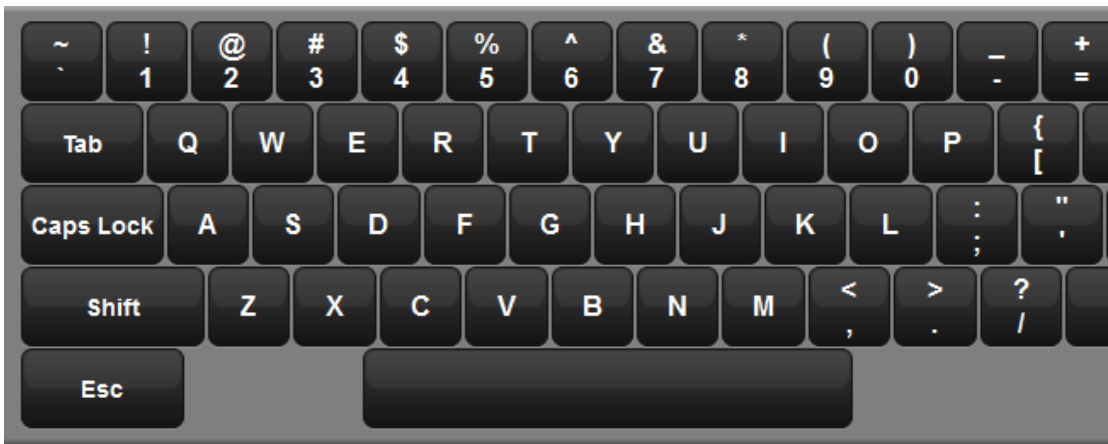 ~ ! @ # $ % ^ & * ( ) _ +
` 1 2 3 4 5 6 7 8 9 0 - =
Tab Q W E R T Y U I O P { [
Caps Lock A S D F G H J K L : ; " '
Shift Z X C V B N M < , > . ? /
Esc